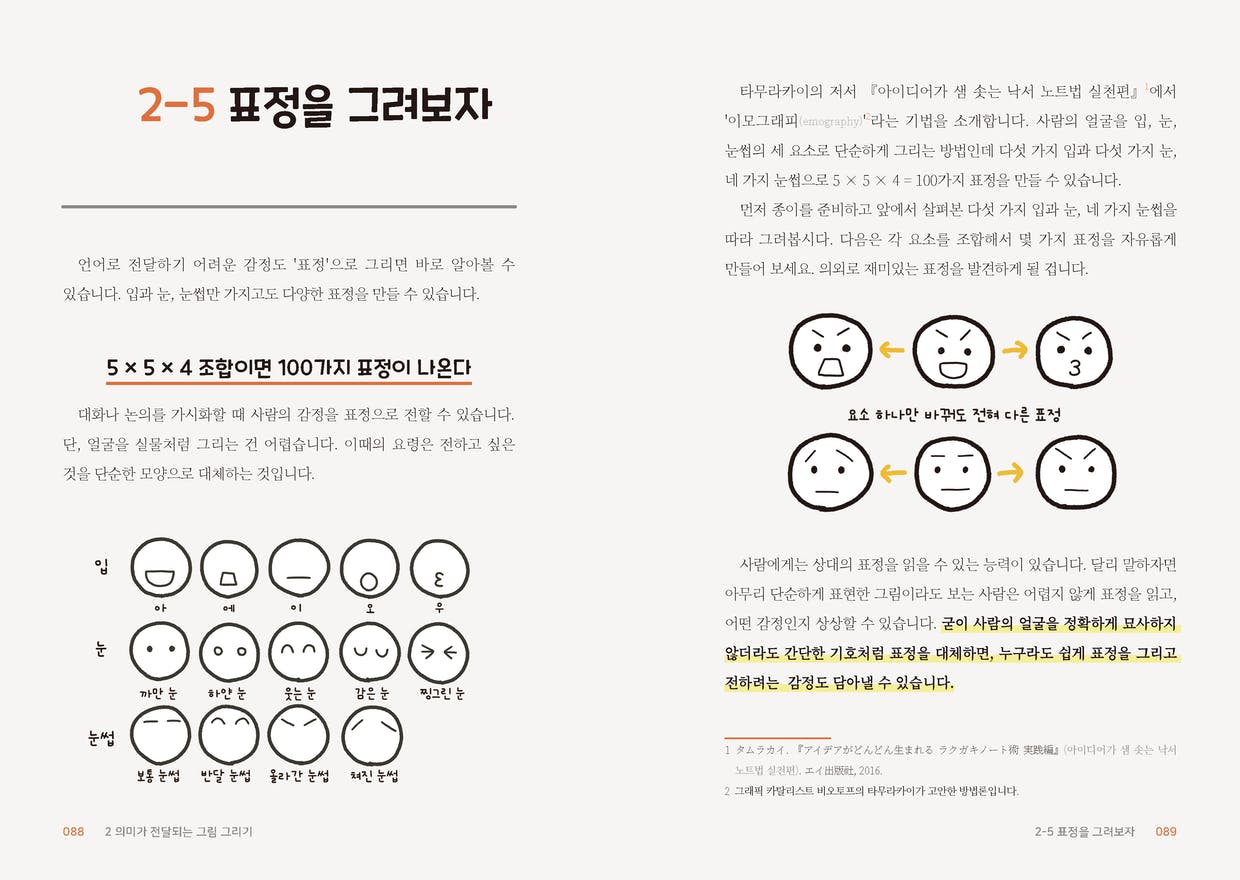 2-5 표정을 그려보자
언어로 전달하기 어려운 감정도 '표정'으로 그리면 바로 알아볼 수
있습니다. 입과 눈, 눈썹만 가지고도 다양한 표정을 만들 수 있습니다.
5 × 5 × 4 조합이면 100가지 표정이 나온다
대화나 논의를 가시화할 때 사람의 감정을 표정으로 전할 수 있습니다.
단, 얼굴을 실물처럼 그리는 건 어렵습니다. 이때의 요령은 전하고 싶은
것을 단순한 모양으로 대체하는 것입니다.
입
아 에 이 오 우
눈
까만 눈 하얀 눈 웃는 눈 감은 눈 찡그린 눈
눈썹
보통 눈썹 반달 눈썹 올라간 눈썹 쳐진 눈썹
088 2 의미가 전달되는 그림 그리기
타무라카이의 저서 『아이디어가 샘 솟는 낙서 노트법 실천편』1에서
'이모그래피(emography)'2라는 기법을 소개합니다. 사람의 얼굴을 입, 눈,
눈썹의 세 요소로 단순하게 그리는 방법인데 다섯 가지 입과 다섯 가지 눈,
네 가지 눈썹으로 5 × 5 × 4 = 100가지 표정을 만들 수 있습니다.
먼저 종이를 준비하고 앞에서 살펴본 다섯 가지 입과 눈, 네 가지 눈썹을
따라 그려봅시다. 다음은 각 요소를 조합해서 몇 가지 표정을 자유롭게
만들어 보세요. 의외로 재미있는 표정을 발견하게 될 겁니다.
요소 하나만 바꿔도 전혀 다른 표정
사람에게는 상대의 표정을 읽을 수 있는 능력이 있습니다. 달리 말하자면
아무리 단순하게 표현한 그림이라도 보는 사람은 어렵지 않게 표정을 읽고,
어떤 감정인지 상상할 수 있습니다. 굳이 사람의 얼굴을 정확하게 묘사하지
않더라도 간단한 기호처럼 표정을 대체하면, 누구라도 쉽게 표정을 그리고
전하려는 감정도 담아낼 수 있습니다.
1 タムラカイ. 『アイデアがどんどん生まれる ラクガキノート術 実践編』(아이디어가 샘 솟는 낙서
노트법 실전편). エイ出版社, 2016.
2 그래픽 카탈리스트 비오토프의 타무라카이가 고안한 방법론입니다.
2-5 표정을 그려보자 089